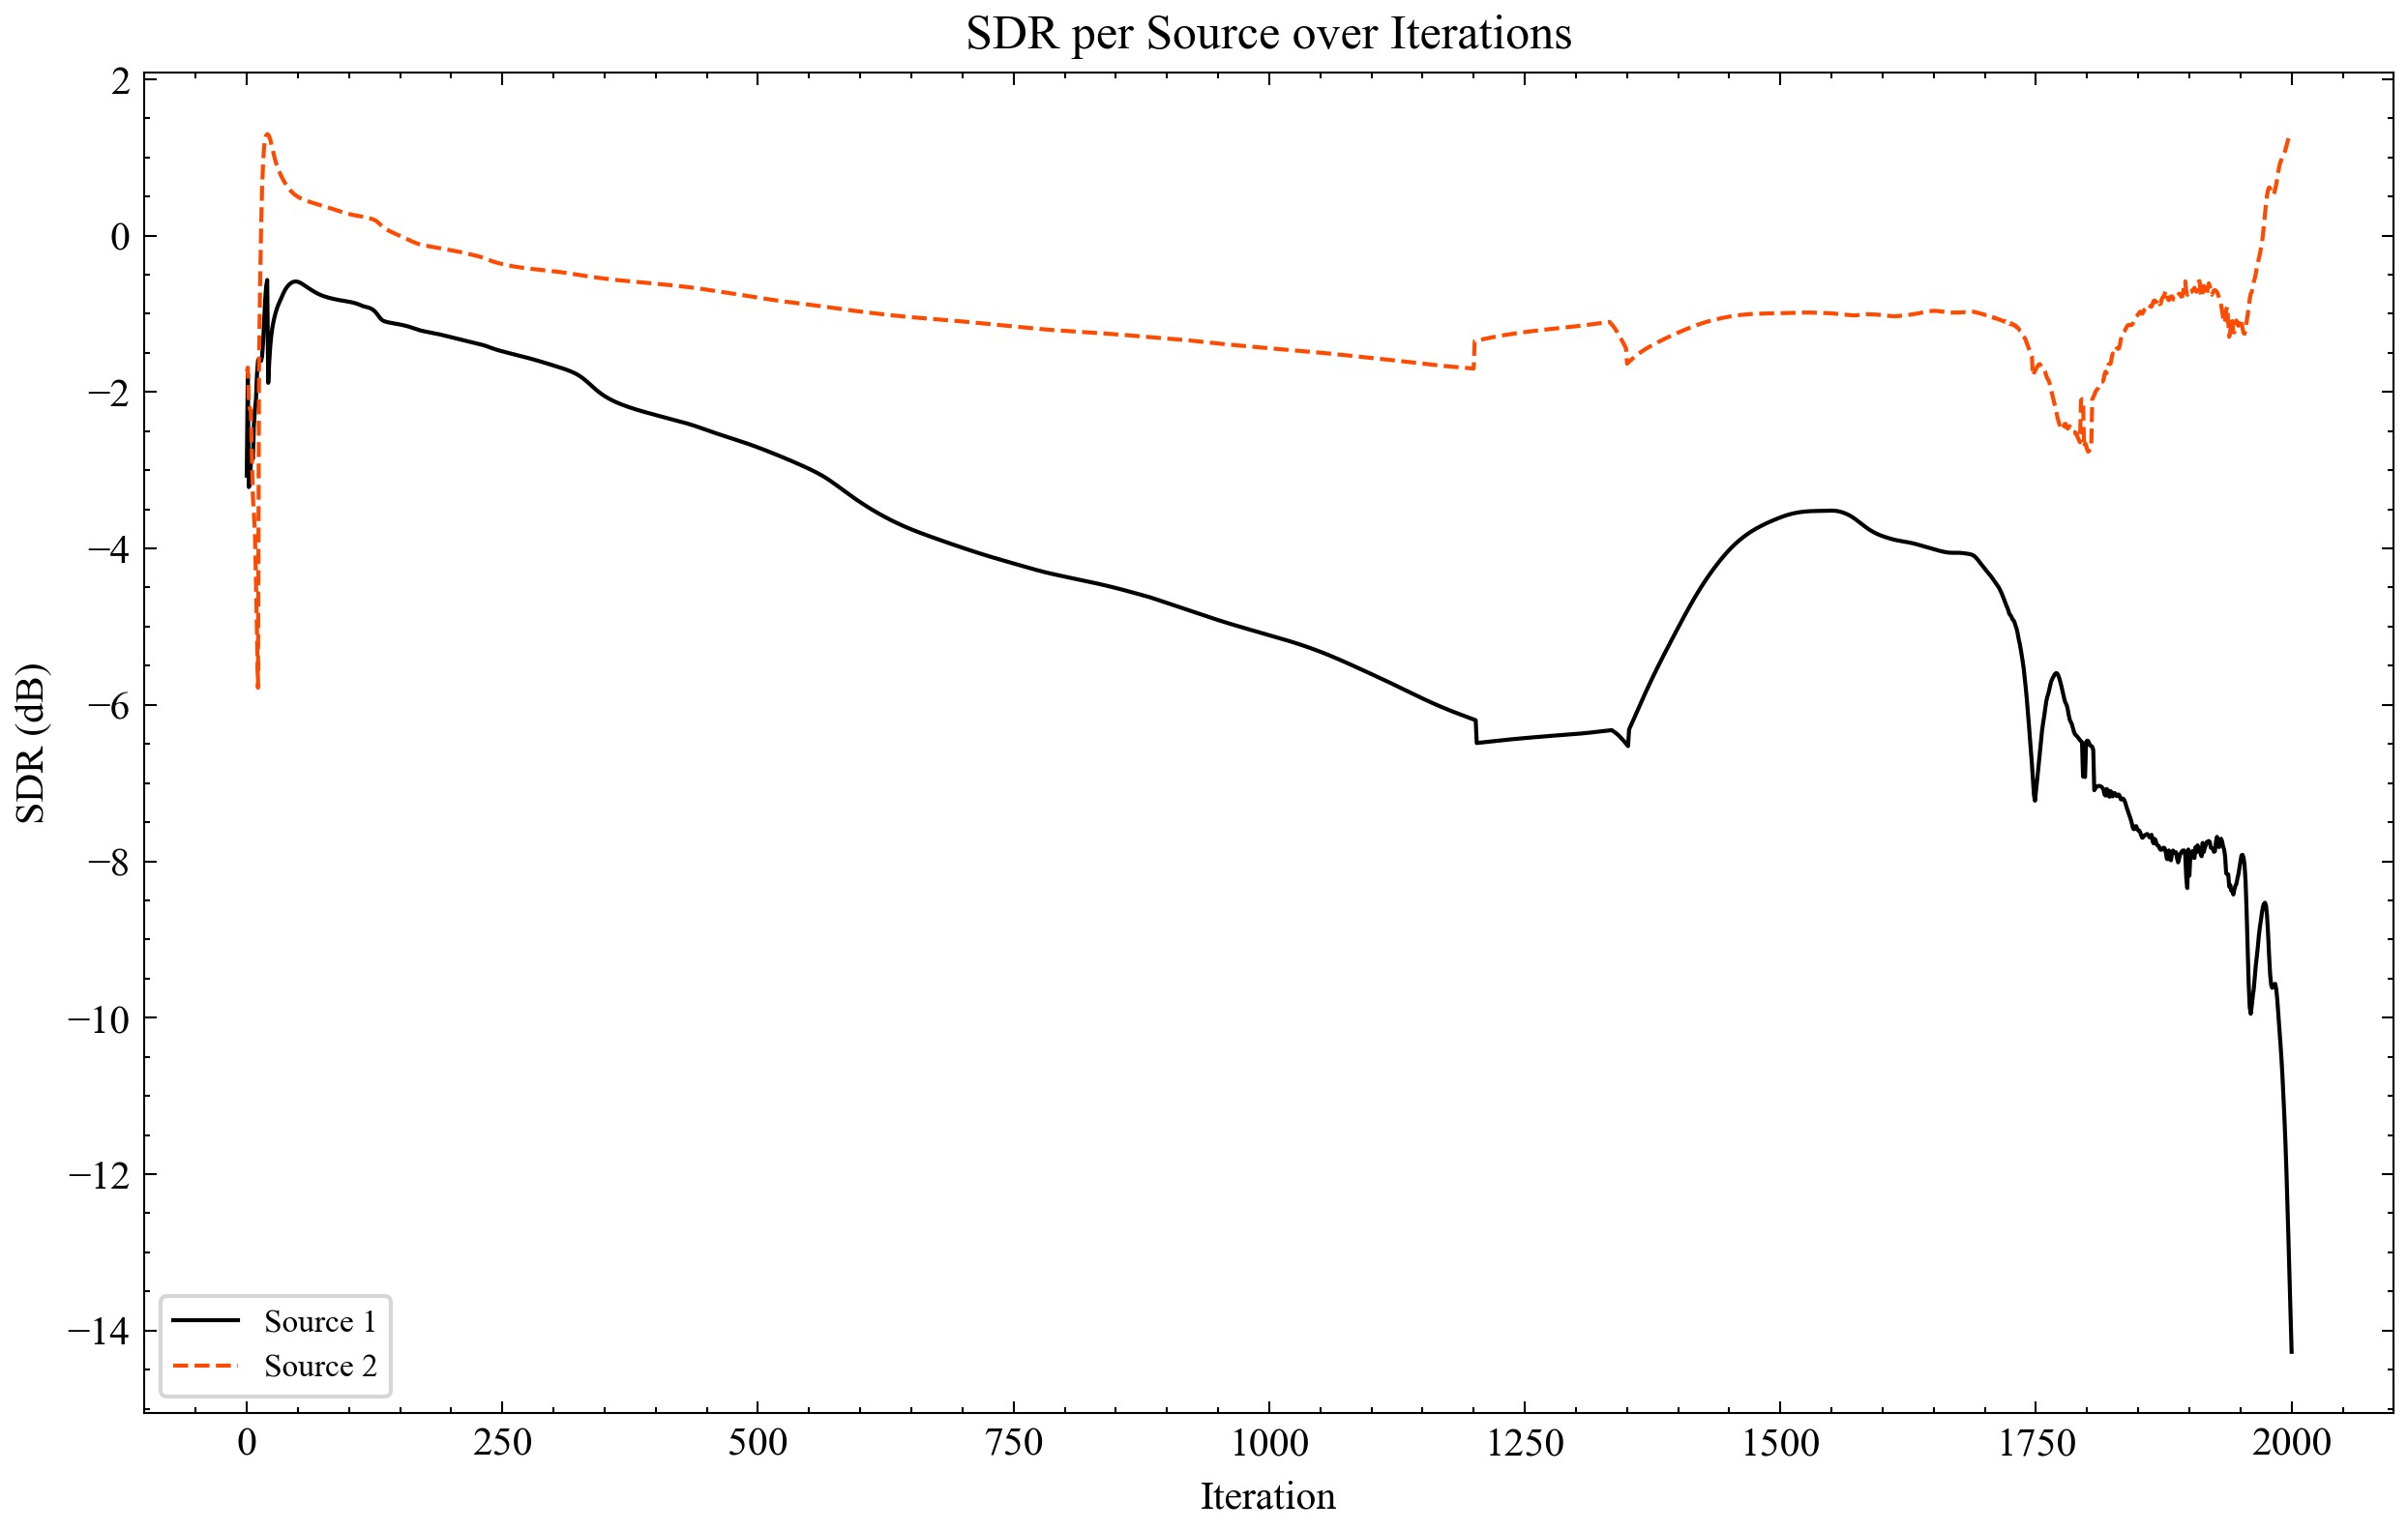 SDR per Source over Iterations
SDR (dB)
2
0
−2
−4
−6
−8
−10
−12
−14
Source 1
Source 2
0 250 500 750 1000 1250 1500 1750 2000
Iteration